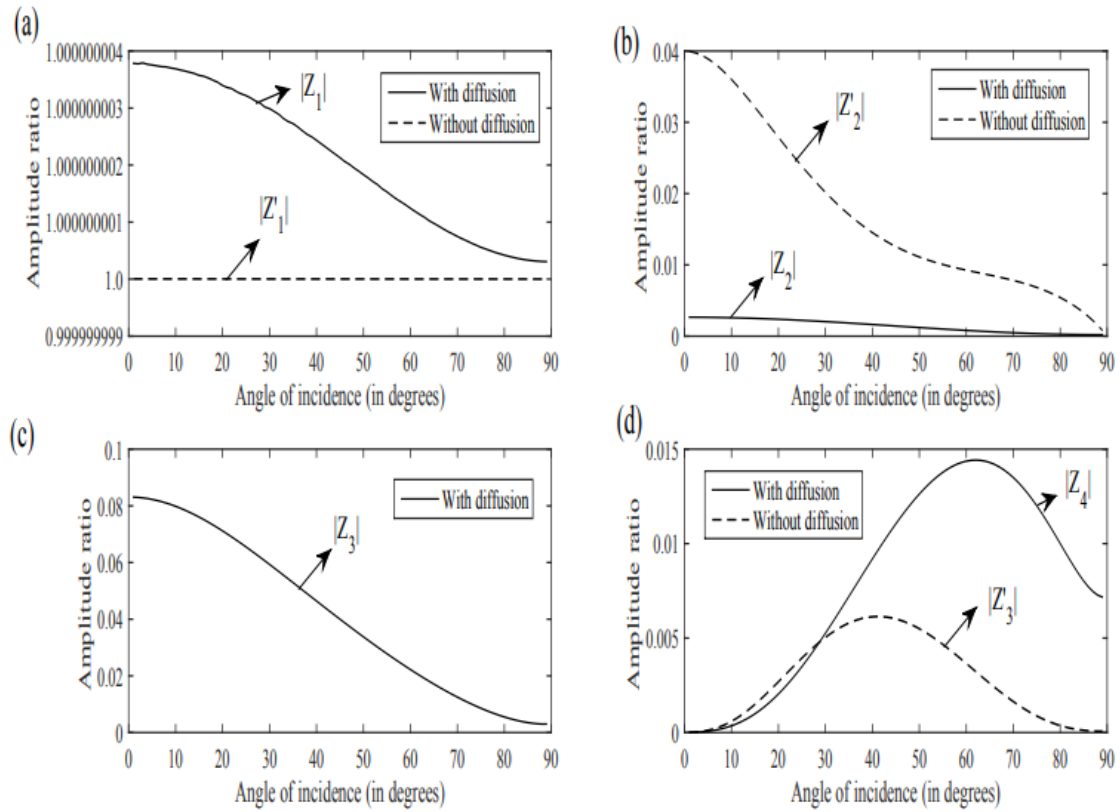 (a)
1.000000004
1.000000003
1.000000002
1.000000001
1.0
0.999999999
Amplitude ratio
|Z1|
|Z'1|
With diffusion
Without diffusion
0 10 20 30 40 50 60 70 80 90
Angle of incidence (in degrees)
(b)
0.04
0.03
0.02
0.01
0
Amplitude ratio
|Z'2|
|Z2|
With diffusion
Without diffusion
0 10 20 30 40 50 60 70 80 90
Angle of incidence (in degrees)
(c)
0.1
0.08
0.06
0.04
0.02
0
Amplitude ratio
|Z3|
With diffusion
0 10 20 30 40 50 60 70 80 90
Angle of incidence (in degrees)
(d)
0.015
0.01
0.005
0
Amplitude ratio
With diffusion
Without diffusion
|Z4|
|Z'3|
0 10 20 30 40 50 60 70 80 90
Angle of incidence (in degrees)